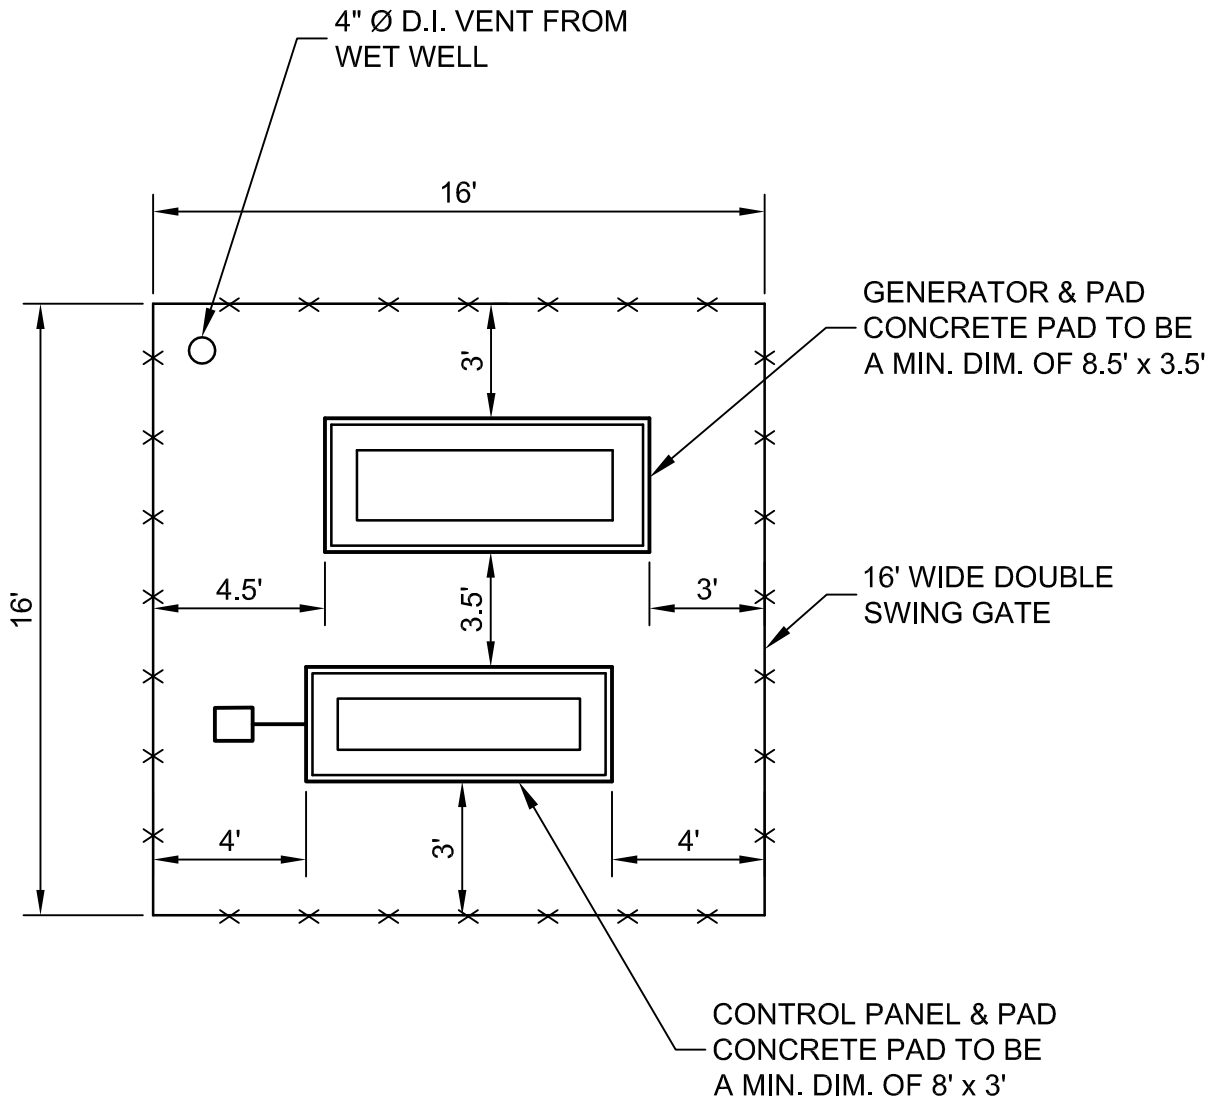 4" Ø D.I. VENT FROM
WET WELL
16'
GENERATOR & PAD
CONCRETE PAD TO BE
A MIN. DIM. OF 8.5' x 3.5'
3'
16'
4.5'
3.5'
3'
16' WIDE DOUBLE
SWING GATE
4'
3'
4'
CONTROL PANEL & PAD
CONCRETE PAD TO BE
A MIN. DIM. OF 8' x 3'